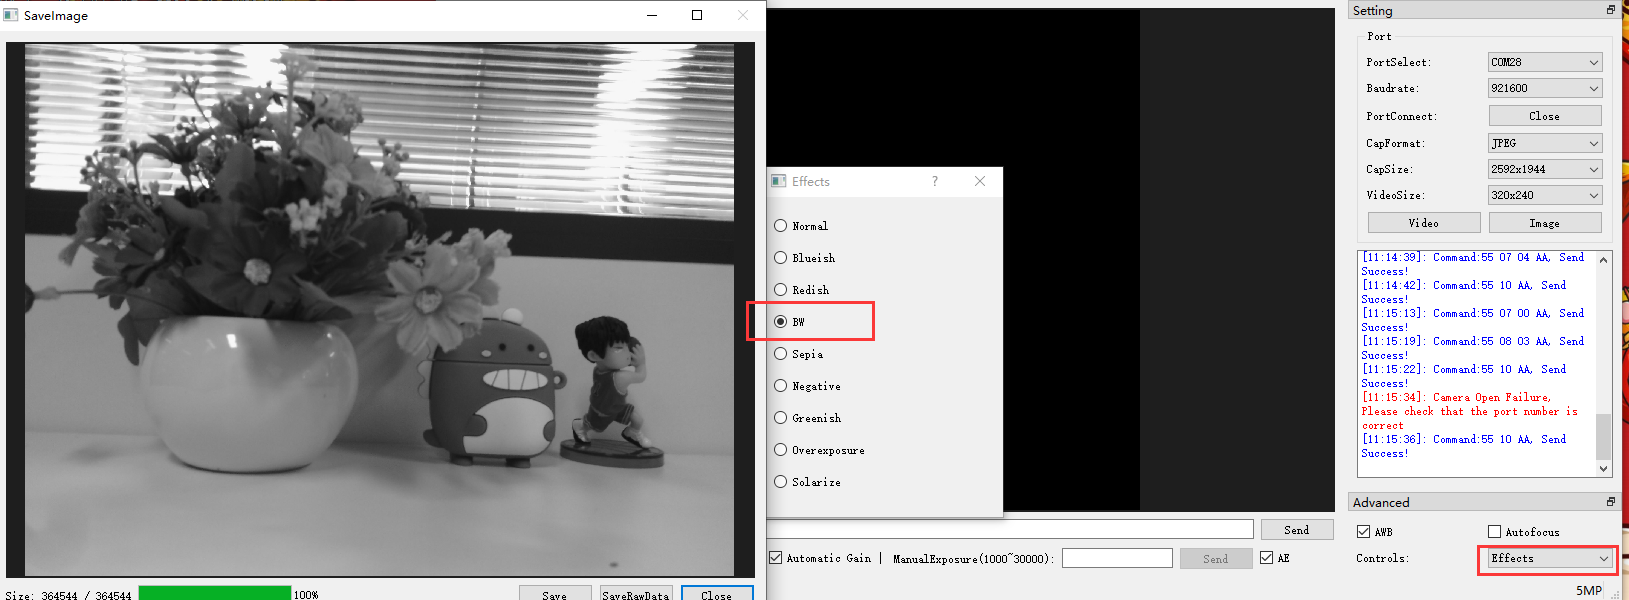 SaveImage
Size: 364544 / 364544
100%
Save
SaveRawData
Close
Effects
?
Normal
Blueish
Redish
BW
Sepia
Negative
Greenish
Overexposure
Solarize
Send
Automatic Gain | ManualExposure(1000~30000):
Send
AE
Setting
Port
PortSelect: COM28
Baudrate: 921600
PortConnect: Close
CapFormat: JPEG
CapSize: 2592x1944
VideoSize: 320x240
Video Image
[11:14:39]: Command:55 07 04 AA, Send
Success!
[11:14:42]: Command:55 10 AA, Send
Success!
[11:15:13]: Command:55 07 00 AA, Send
Success!
[11:15:19]: Command:55 08 03 AA, Send
Success!
[11:15:22]: Command:55 10 AA, Send
Success!
[11:15:34]: Camera Open Failure,
Please check that the port number is
correct
[11:15:36]: Command:55 10 AA, Send
Success!
Advanced
AWB Autofocus
Controls: Effects
5MP